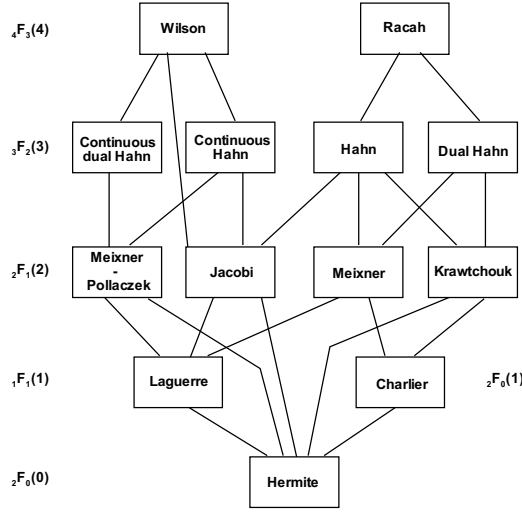 ₄F₃(4)
Wilson
Racah
₃F₂(3)
Continuous
dual Hahn
Continuous
Hahn
Hahn
Dual Hahn
₂F₁(2)
Meixner
-
Pollaczek
Jacobi
Meixner
Krawtchouk
₁F₁(1)
Laguerre
Charlier
₂F₀(1)
₂F₀(0)
Hermite